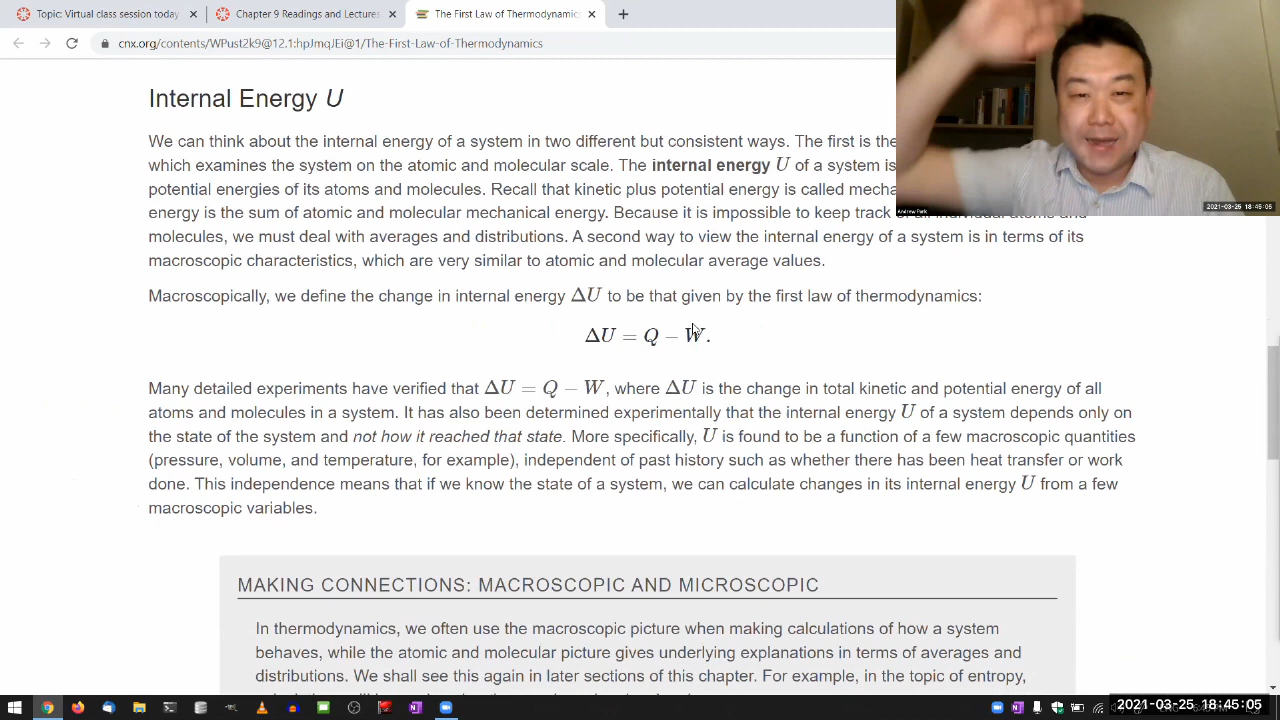 Topic: Virtual class session today
Chapter 9 Readings and Lectures
The First Law of Thermodynamics
cnx.org/contents/WPust2k9@12.1:hpJmqJEi@1/The-First-Law-of-Thermodynamics
Internal Energy U
We can think about the internal energy of a system in two different but consistent ways. The first is the
which examines the system on the atomic and molecular scale. The internal energy U of a system is
potential energies of its atoms and molecules. Recall that kinetic plus potential energy is called
energy is the sum of atomic and molecular mechanical energy. Because it is impossible to keep track of all individual atoms and
molecules, we must deal with averages and distributions. A second way to view the internal energy of a system is in terms of its
macroscopic characteristics, which are very similar to atomic and molecular average values.
Macroscopically, we define the change in internal energy ΔU to be that given by the first law of thermodynamics:
ΔU = Q − W.
Many detailed experiments have verified that ΔU = Q − W, where ΔU is the change in total kinetic and potential energy of all
atoms and molecules in a system. It has also been determined experimentally that the internal energy U of a system depends only on
the state of the system and not how it reached that state. More specifically, U is found to be a function of a few macroscopic quantities
(pressure, volume, and temperature, for example), independent of past history such as whether there has been heat transfer or work
done. This independence means that if we know the state of a system, we can calculate changes in its internal energy U from a few
macroscopic variables.
MAKING CONNECTIONS: MACROSCOPIC AND MICROSCOPIC
In thermodynamics, we often use the macroscopic picture when making calculations of how a system
behaves, while the atomic and molecular picture gives underlying explanations in terms of averages and
distributions. We shall see this again in later sections of this chapter. For example, in the topic of entropy,
Andrew Park
2021-03-25 18:45:05
2021-03-25 18:45:05